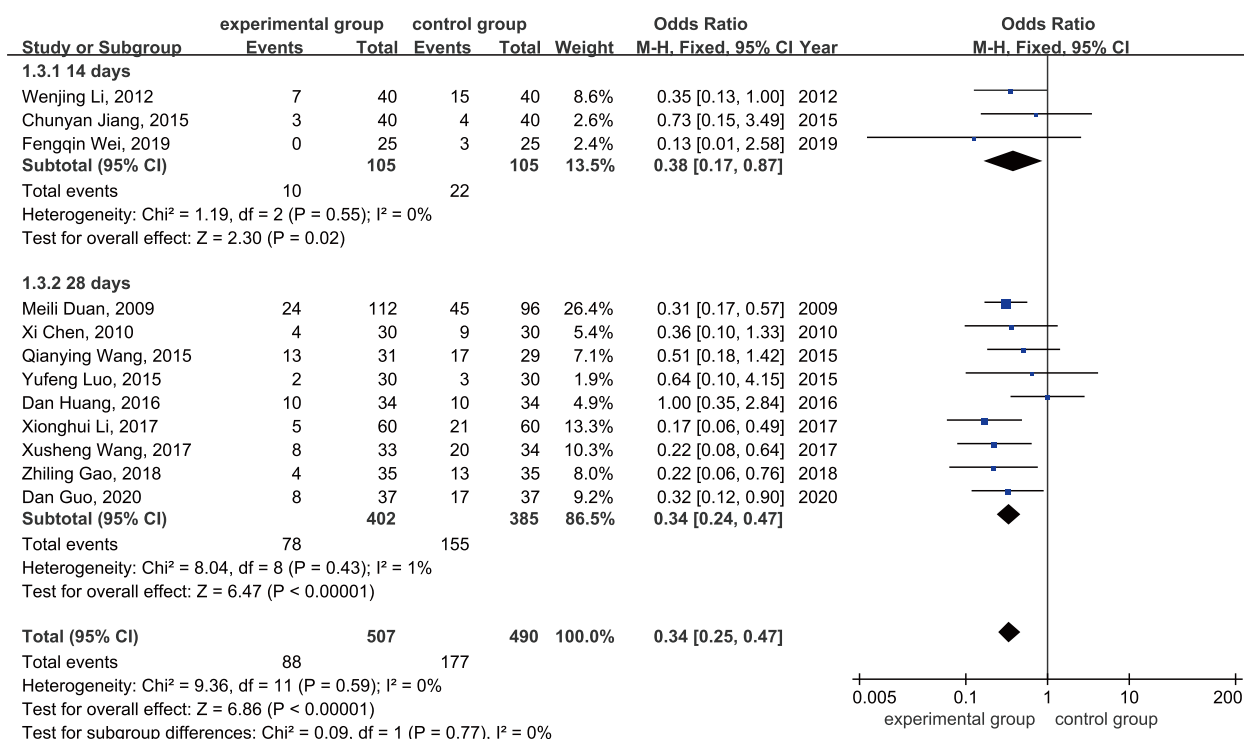 experimental group control group Odds Ratio Odds Ratio
Study or Subgroup Events Total Events Total Weight M-H, Fixed, 95% CI Year M-H, Fixed, 95% CI
1.3.1 14 days
Wenjing Li, 2012 7 40 15 40 8.6% 0.35 [0.13, 1.00] 2012
Chunyan Jiang, 2015 3 40 4 40 2.6% 0.73 [0.15, 3.49] 2015
Fengqin Wei, 2019 0 25 3 25 2.4% 0.13 [0.01, 2.58] 2019
Subtotal (95% CI) 105 105 13.5% 0.38 [0.17, 0.87]
Total events 10 22
Heterogeneity: Chi² = 1.19, df = 2 (P = 0.55); I² = 0%
Test for overall effect: Z = 2.30 (P = 0.02)
1.3.2 28 days
Meili Duan, 2009 24 112 45 96 26.4% 0.31 [0.17, 0.57] 2009
Xi Chen, 2010 4 30 9 30 5.4% 0.36 [0.10, 1.33] 2010
Qianying Wang, 2015 13 31 17 29 7.1% 0.51 [0.18, 1.42] 2015
Yufeng Luo, 2015 2 30 3 30 1.9% 0.64 [0.10, 4.15] 2015
Dan Huang, 2016 10 34 10 34 4.9% 1.00 [0.35, 2.84] 2016
Xionghui Li, 2017 5 60 21 60 13.3% 0.17 [0.06, 0.49] 2017
Xusheng Wang, 2017 8 33 20 34 10.3% 0.22 [0.08, 0.64] 2017
Zhiling Gao, 2018 4 35 13 35 8.0% 0.22 [0.06, 0.76] 2018
Dan Guo, 2020 8 37 17 37 9.2% 0.32 [0.12, 0.90] 2020
Subtotal (95% CI) 402 385 86.5% 0.34 [0.24, 0.47]
Total events 78 155
Heterogeneity: Chi² = 8.04, df = 8 (P = 0.43); I² = 1%
Test for overall effect: Z = 6.47 (P < 0.00001)
Total (95% CI) 507 490 100.0% 0.34 [0.25, 0.47]
Total events 88 177
Heterogeneity: Chi² = 9.36, df = 11 (P = 0.59); I² = 0%
Test for overall effect: Z = 6.86 (P < 0.00001)
Test for subgroup differences: Chi² = 0.09, df = 1 (P = 0.77), I² = 0%
0.005 0.1 1 10 200
experimental group control group